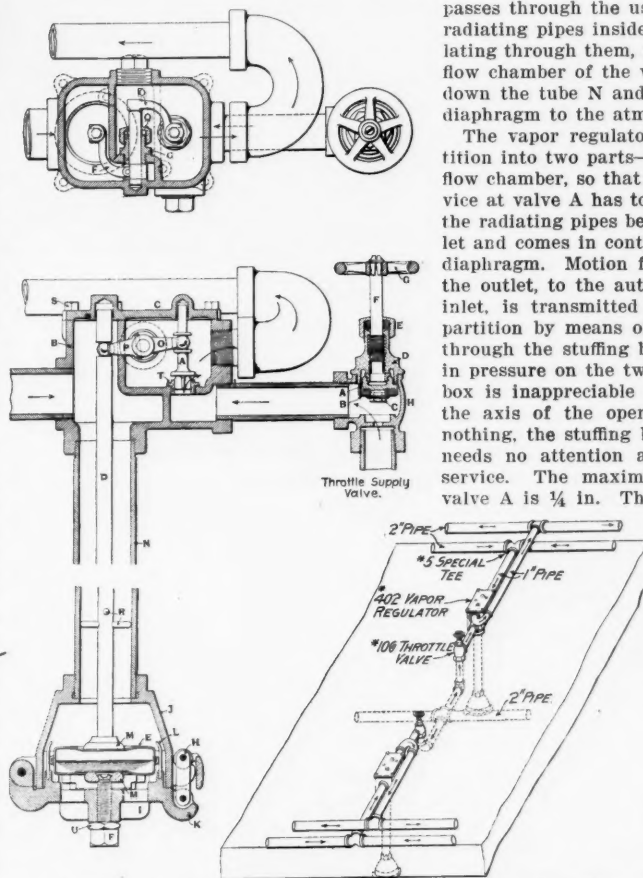 passes through the us
radiating pipes inside
lating through them,
flow chamber of the
down the tube N and
diaphragm to the atm
The vapor regulato
tition into two parts—
flow chamber, so that
vice at valve A has to
the radiating pipes be
let and comes in cont
diaphragm. Motion f
the outlet, to the aut
inlet, is transmitted
partition by means o
through the stuffing b
in pressure on the tw
box is inappreciable
the axis of the oper
nothing, the stuffing b
needs no attention a
service. The maxim
valve A is ¼ in. Th
D
F
G
S
C
B
P
O
A
T
G
F
E
D
A
B
C
H
Throttle Supply
Valve.
D
N
R
J
M
E
L
H
M
I
K
U
F
2"PIPE
#5 SPECIAL
TEE
1" PIPE
#402 VAPOR
REGULATOR
#106 THROTTLE
VALVE
2" PIPE